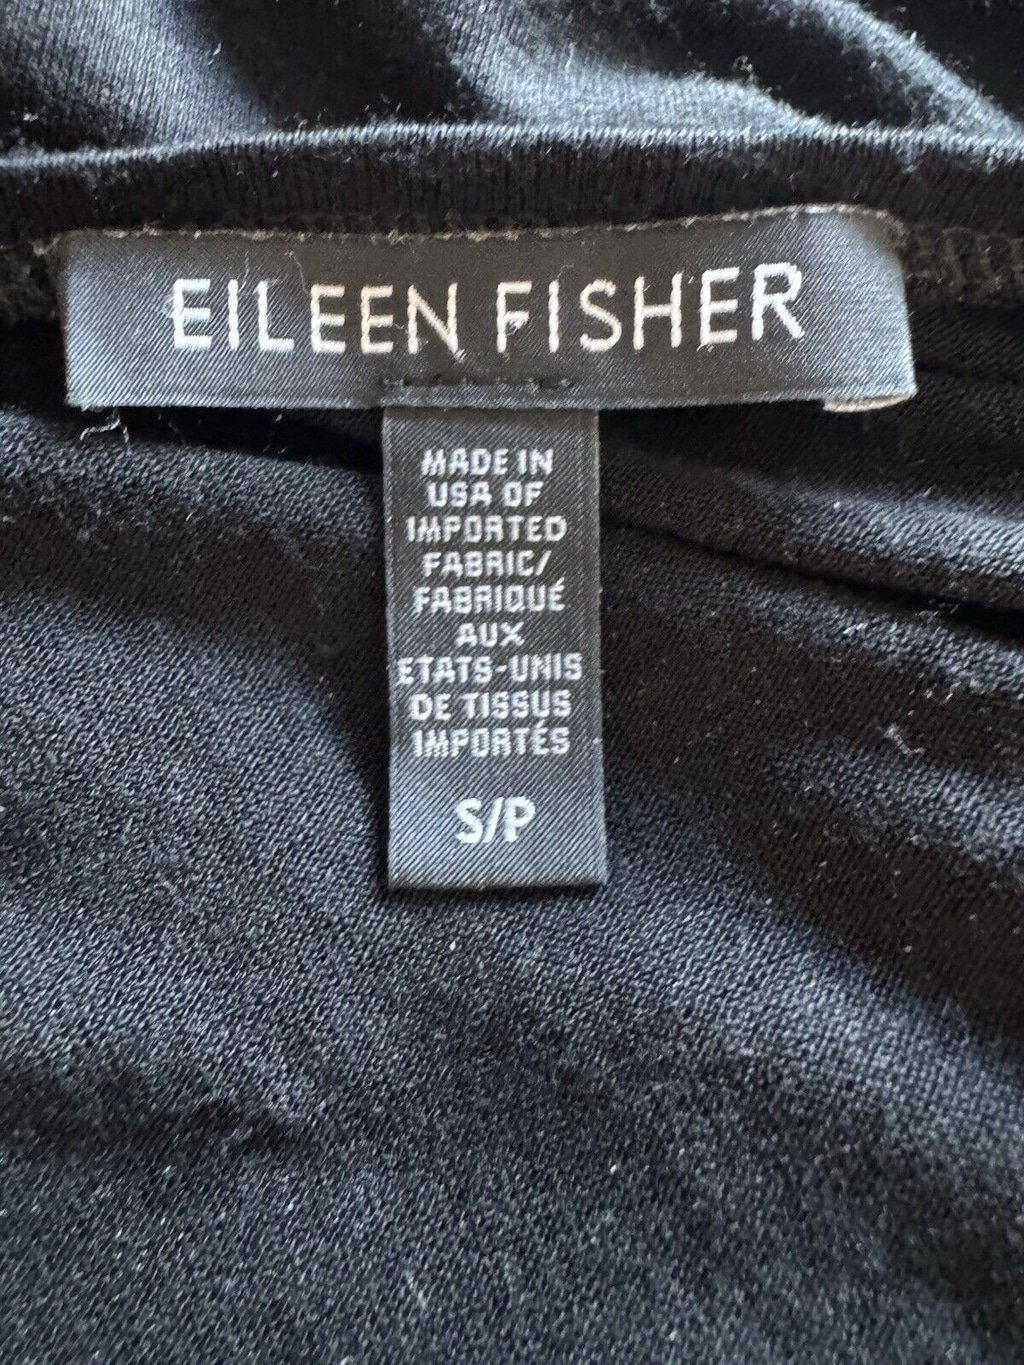 EILEEN FISHER
MADE IN
USA OF
IMPORTED
FABRIC/
FABRIQUÉ
AUX
ETATS-UNIS
DE TISSUS
IMPORTÉS
S/P